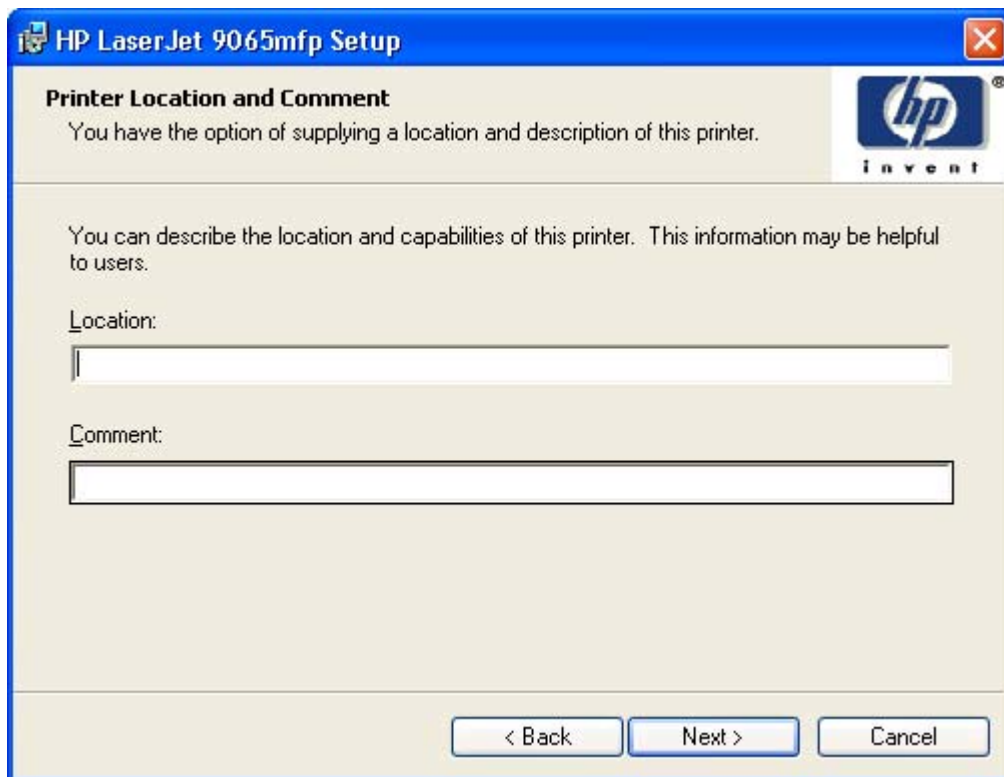 HP LaserJet 9065mfp Setup
Printer Location and Comment
You have the option of supplying a location and description of this printer.
hp
®
invent
You can describe the location and capabilities of this printer.  This information may be helpful
to users.
Location:
Comment:
< Back
Next >
Cancel